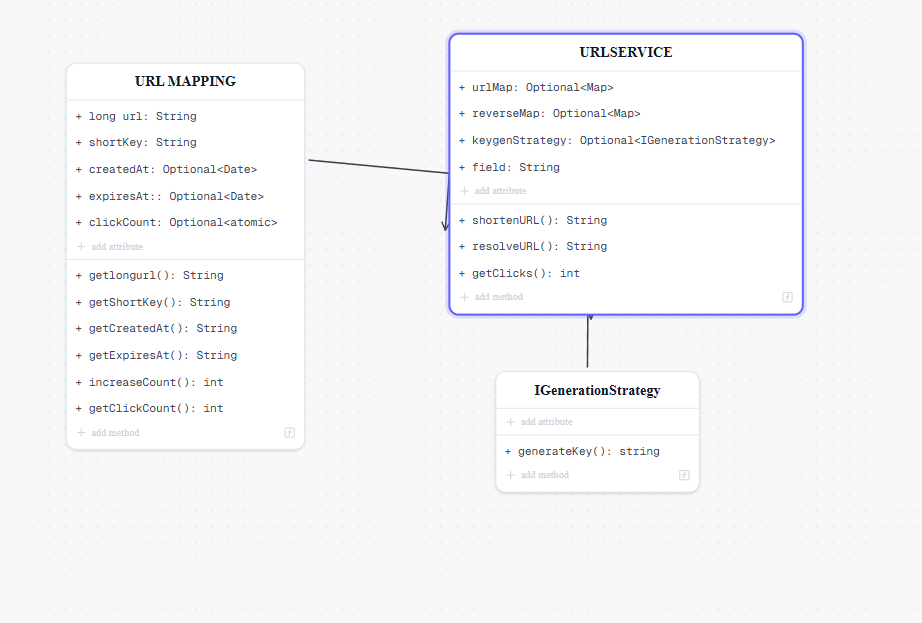 URL MAPPING
+ long url: String
+ shortKey: String
+ createdAt: Optional<Date>
+ expiresAt:: Optional<Date>
+ clickCount: Optional<atomic>
+ add attribute
+ getlongurl(): String
+ getShortKey(): String
+ getCreatedAt(): String
+ getExpiresAt(): String
+ increaseCount(): int
+ getClickCount(): int
+ add method
URLSERVICE
+ urlMap: Optional<Map>
+ reverseMap: Optional<Map>
+ keygenStrategy: Optional<IGenerationStrategy>
+ field: String
+ add attribute
+ shortenURL(): String
+ resolveURL(): String
+ getClicks(): int
+ add method
IGenerationStrategy
+ add attribute
+ generateKey(): string
+ add method